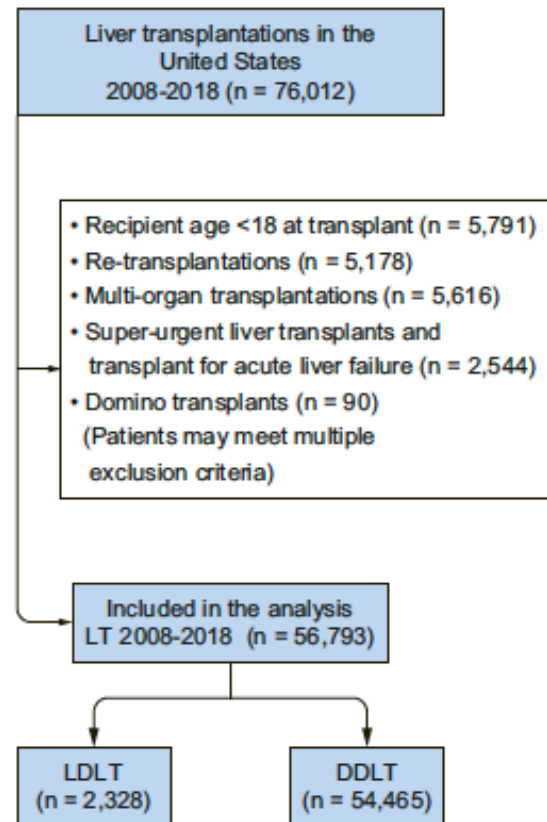 Liver transplantations in the
United States
2008-2018 (n = 76,012)
• Recipient age <18 at transplant (n = 5,791)
• Re-transplantations (n = 5,178)
• Multi-organ transplantations (n = 5,616)
• Super-urgent liver transplants and
transplant for acute liver failure (n = 2,544)
• Domino transplants (n = 90)
(Patients may meet multiple
exclusion criteria)
Included in the analysis
LT 2008-2018 (n = 56,793)
LDLT
(n = 2,328)
DDLT
(n = 54,465)